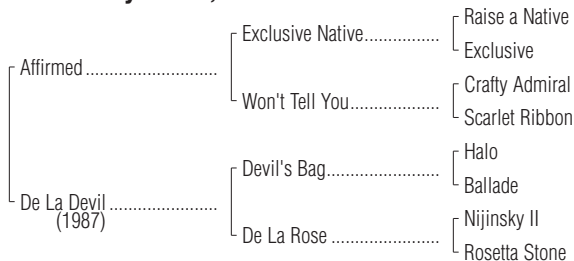 Raise a Native
Exclusive Native
Exclusive
Affirmed
Crafty Admiral
Won't Tell You
Scarlet Ribbon
Halo
Devil's Bag
Ballade
De La Devil
(1987)
Nijinsky II
De La Rose
Rosetta Stone